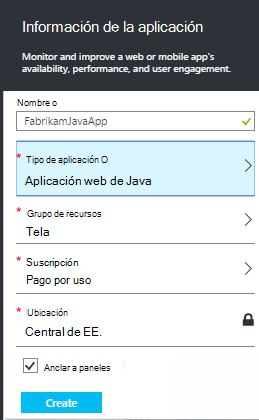 Información de la aplicación
Monitor and improve a web or mobile app's
availability, performance, and user engagement.
Nombre o
FabrikamJavaApp
* Tipo de aplicación O
Aplicación web de Java
* Grupo de recursos
Tela
* Suscripción
Pago por uso
* Ubicación
Central de EE.
Anclar a paneles
Create